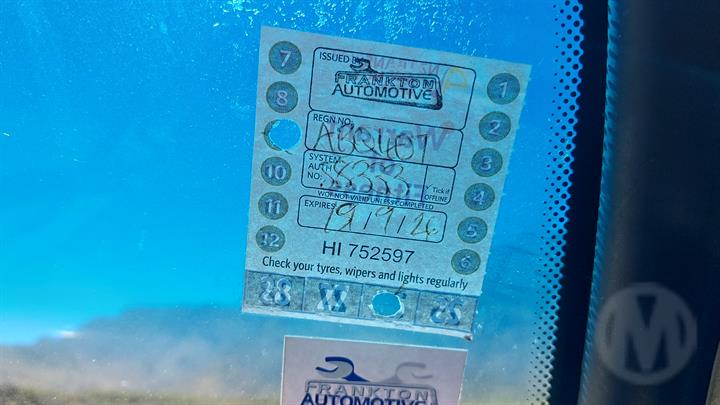 7
8
10
11
12
1
2
3
4
5
6
ISSUED BY
FRANKTON
AUTOMOTIVE
REGN NO.
SYSTEM
AUTH
NO:
Tick if
OFFLINE
WOF NOT VALID UNLESS COMPLETED
EXPIRES
19/9/26
HI 752597
Check your tyres, wipers and lights regularly
FRANKTON
AUTOMOTIVE
M